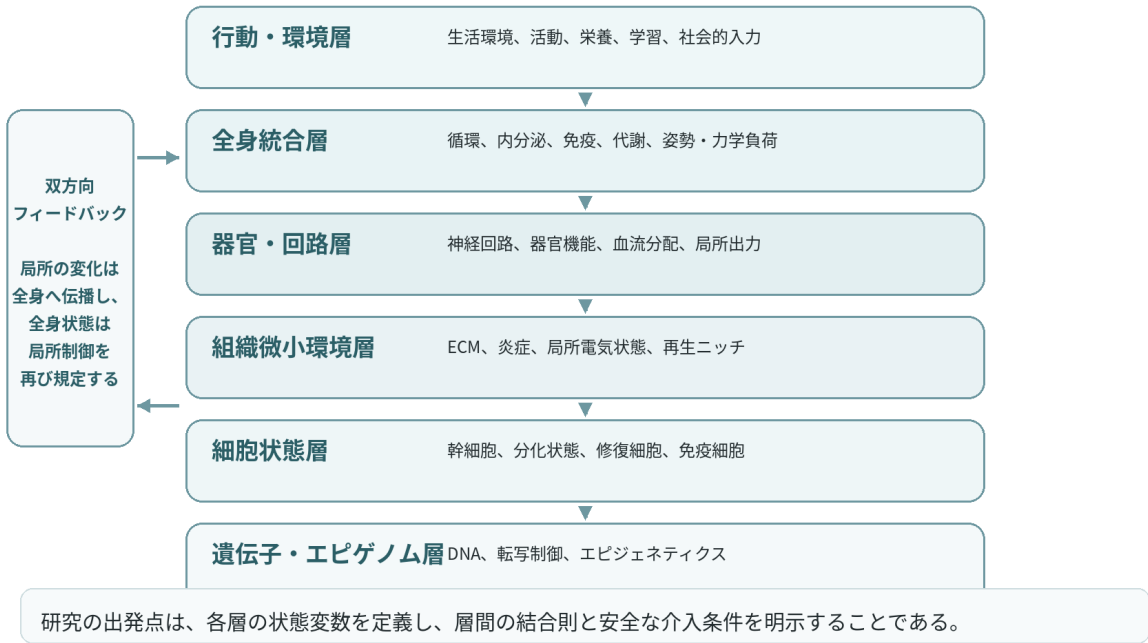 行動・環境層
生活環境、活動、栄養、学習、社会的入力
全身統合層
循環、内分泌、免疫、代謝、姿勢・力学負荷
双方向
フィードバック
局所の変化は
全身へ伝播し、
全身状態は
局所制御を
再び規定する
器官・回路層
神経回路、器官機能、血流分配、局所出力
組織微小環境層
ECM、炎症、局所電気状態、再生ニッチ
細胞状態層
幹細胞、分化状態、修復細胞、免疫細胞
遺伝子・エピゲノム層
DNA、転写制御、エピジェネティクス
研究の出発点は、各層の状態変数を定義し、層間の結合則と安全な介入条件を明示することである。